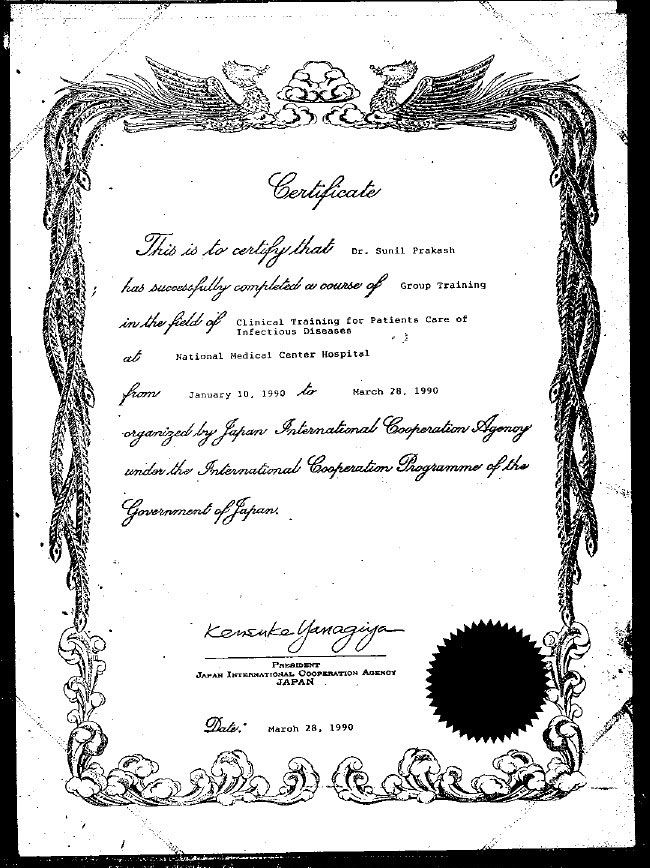 Certificate
This is to certify that Dr. Sunil Prakash
has successfully completed a course of Group Training
in the field of Clinical Training for Patients Care of
Infectious Diseases
at National Medical Center Hospital
from January 10, 1990 to March 28, 1990
organized by Japan International Cooperation Agency
under the International Cooperation Programme of the
Government of Japan.
Kensuke Yanagiya
PRESIDENT
JAPAN INTERNATIONAL COOPERATION AGENCY
JAPAN
Date: March 28, 1990